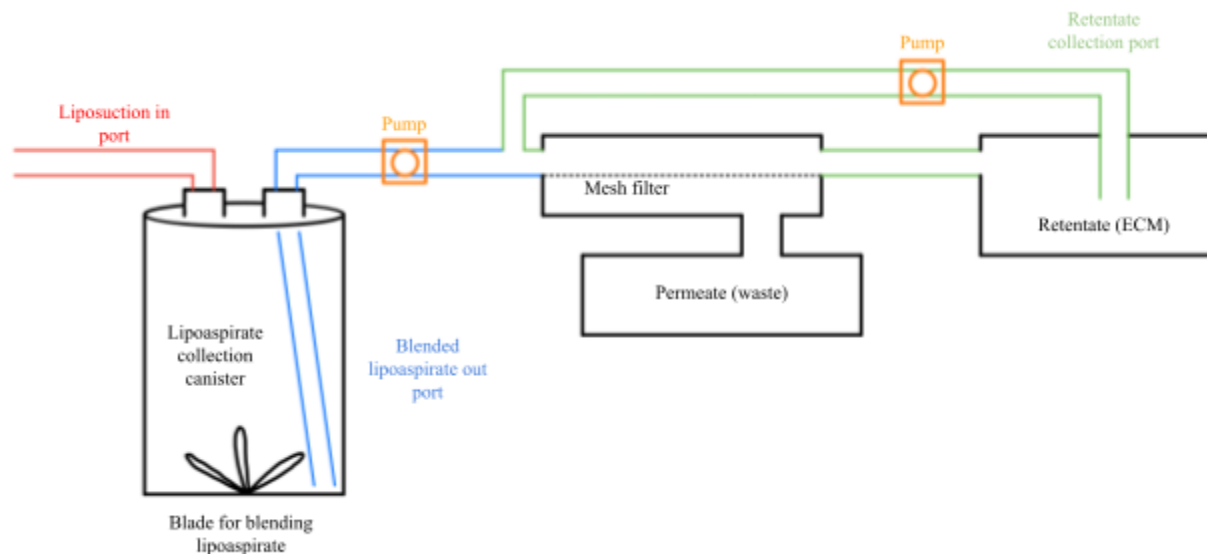 Retentate
collection port
Pump
Liposuction in
port
Pump
Mesh filter
Retentate (ECM)
Permeate (waste)
Lipoaspirate
collection
canister
Blended
lipoaspirate out
port
Blade for blending
lipoaspirate